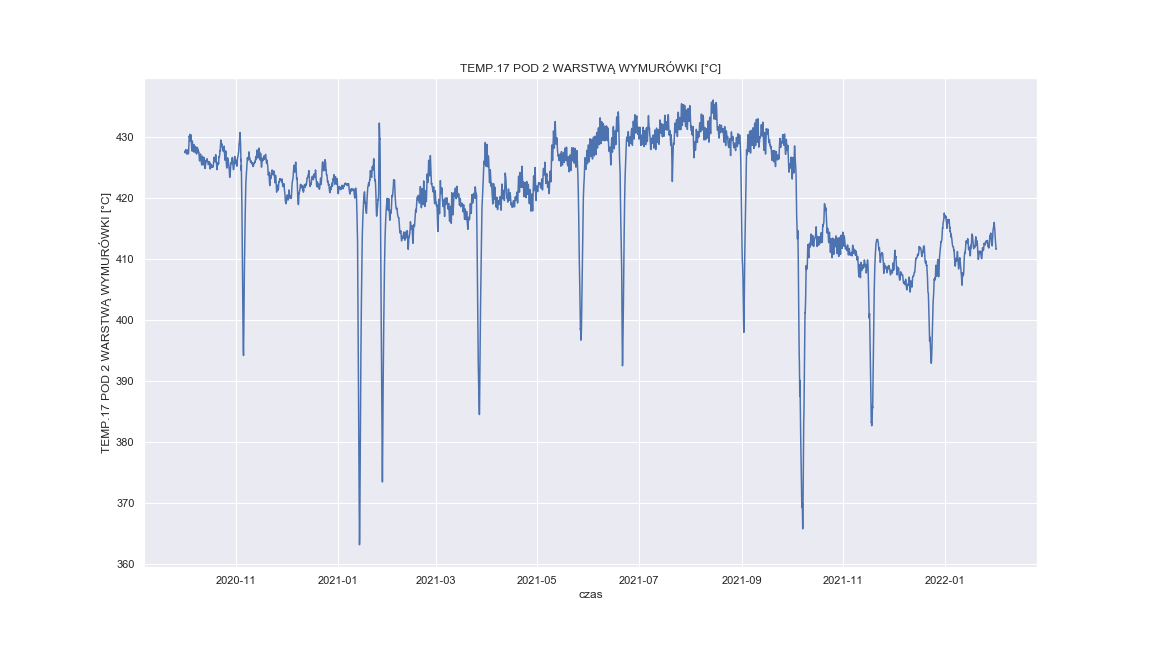 TEMP.17 POD 2 WARSTWĄ WYMURÓWKI [°C]
TEMP.17 POD 2 WARSTWĄ WYMURÓWKI [°C]
430
420
410
400
390
380
370
360
2020-11 2021-01 2021-03 2021-05 2021-07 2021-09 2021-11 2022-01
czas